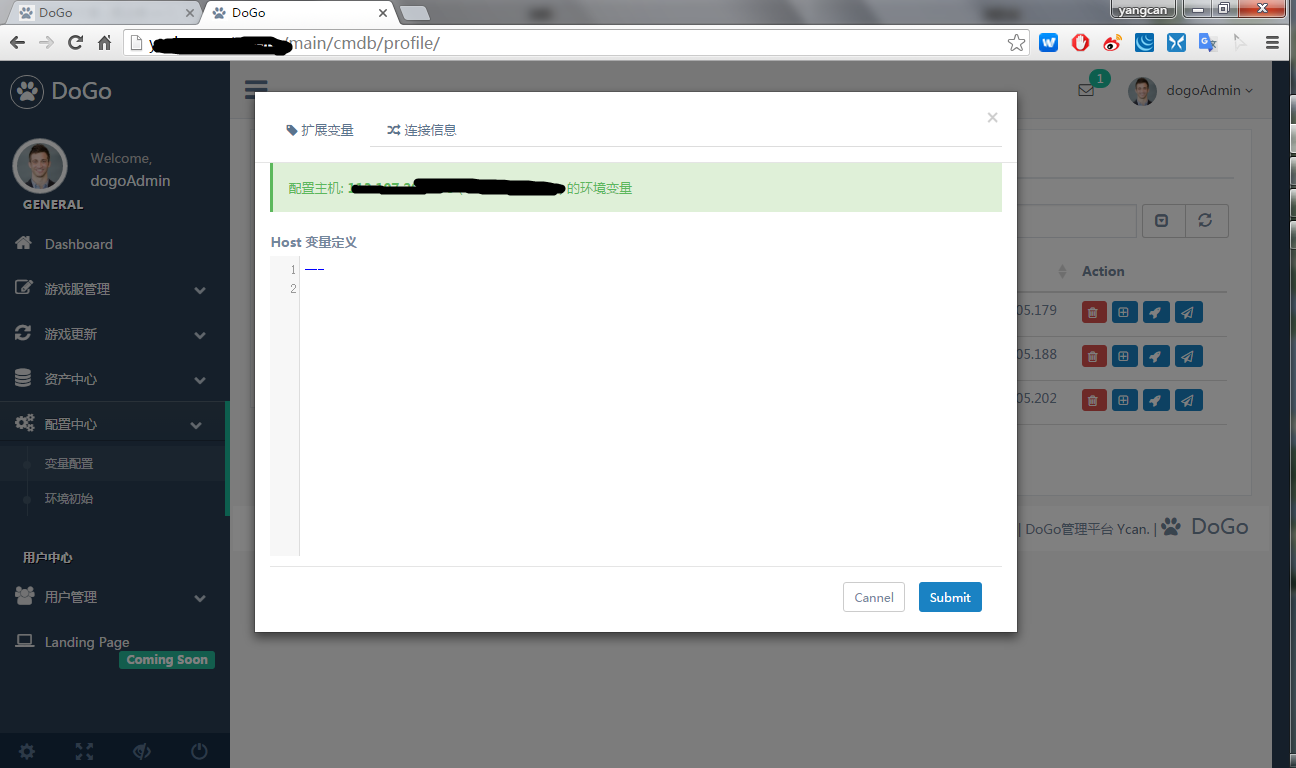 DoGo
DoGo
yangcan
/main/cmdb/profile/
DoGo
Welcome,
dogoAdmin
GENERAL
Dashboard
游戏服管理
游戏更新
资产中心
配置中心
变量配置
环境初始
用户中心
用户管理
Landing Page
Coming Soon
1
dogoAdmin
扩展变量
连接信息
×
配置主机:
的环境变量
Host 变量定义
1 ---
2
Cannel
Submit
Action
05.179
05.188
05.202
| DoGo管理平台 Ycan. | DoGo